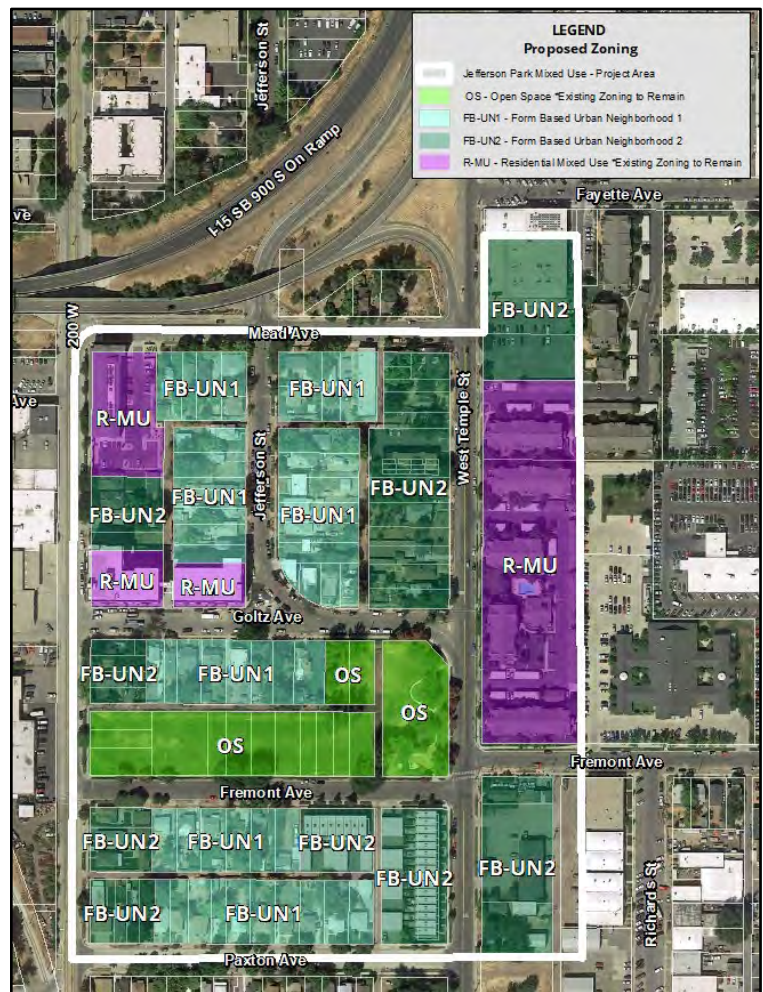 LEGEND
Proposed Zoning
Jefferson Park Mixed Use - Project Area
OS - Open Space *Existing Zoning to Remain
FB-UN1 - Form Based Urban Neighborhood 1
FB-UN2 - Form Based Urban Neighborhood 2
R-MU - Residential Mixed Use *Existing Zoning to Remain
Jefferson St
I-15 SB 900 S On Ramp
Fayette Ave
ve
200 W
Mead Ave
FB-UN2
Ave
R-MU
FB-UN1
FB-UN1
West Temple St
Jefferson St
FB-UN2
FB-UN1
FB-UN1
FB-UN2
R-MU
R-MU
R-MU
Goltz Ave
FB-UN2
FB-UN1
OS
OS
OS
Fremont Ave
Fremont Ave
FB-UN2
FB-UN1
FB-UN2
FB-UN2
FB-UN2
FB-UN2
FB-UN1
Richards St
Paxton Ave